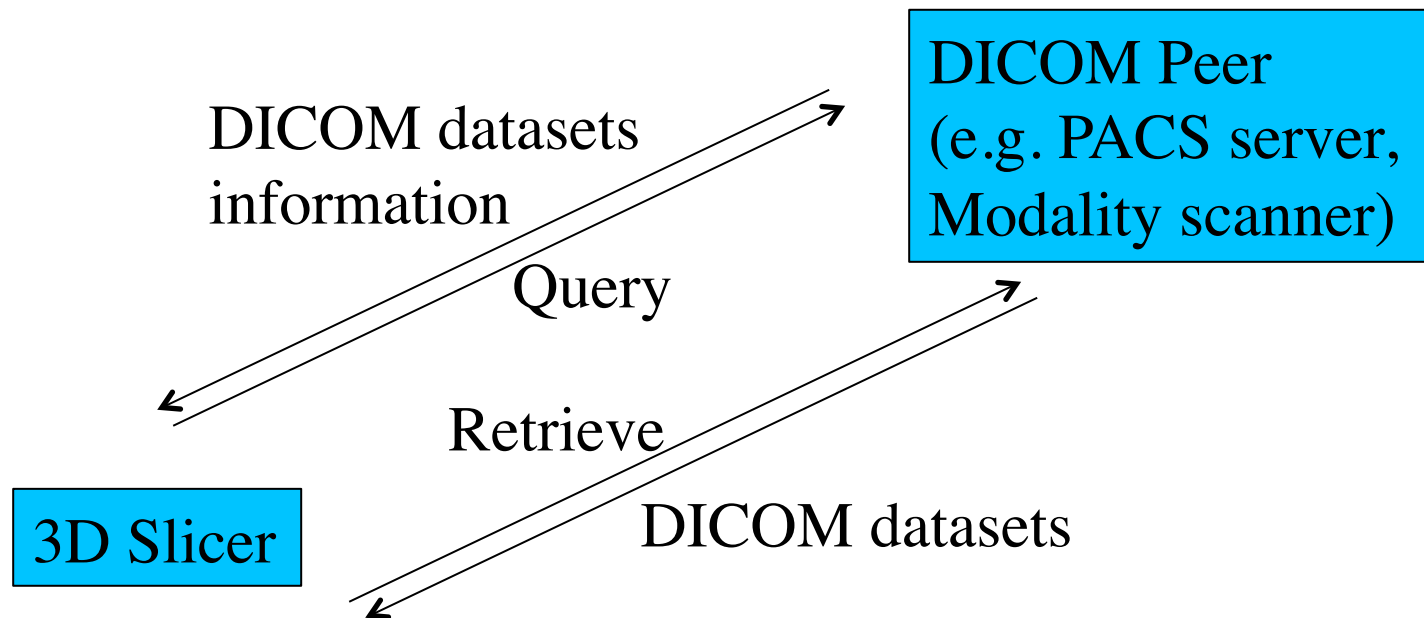 DICOM Peer
(e.g. PACS server,
Modality scanner)
DICOM datasets
information
Query
Retrieve
DICOM datasets
3D Slicer